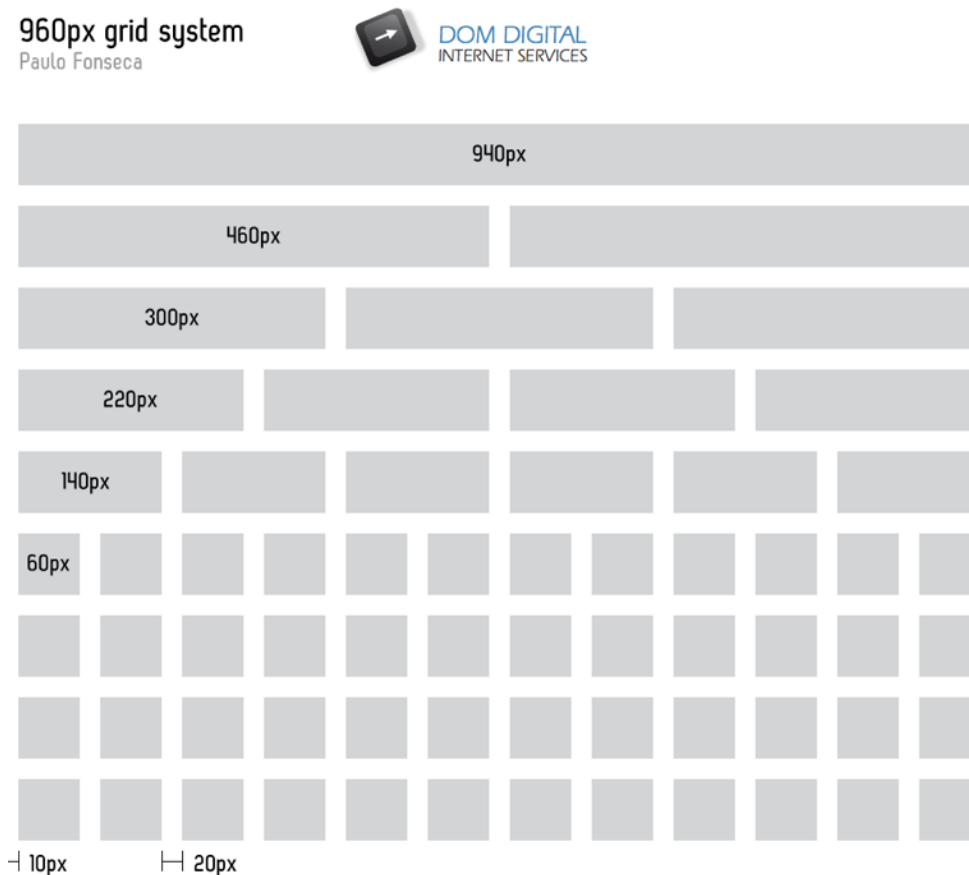 960px grid system
Paulo Fonseca
DOM DIGITAL
INTERNET SERVICES
940px
460px
300px
220px
140px
60px
10px
20px